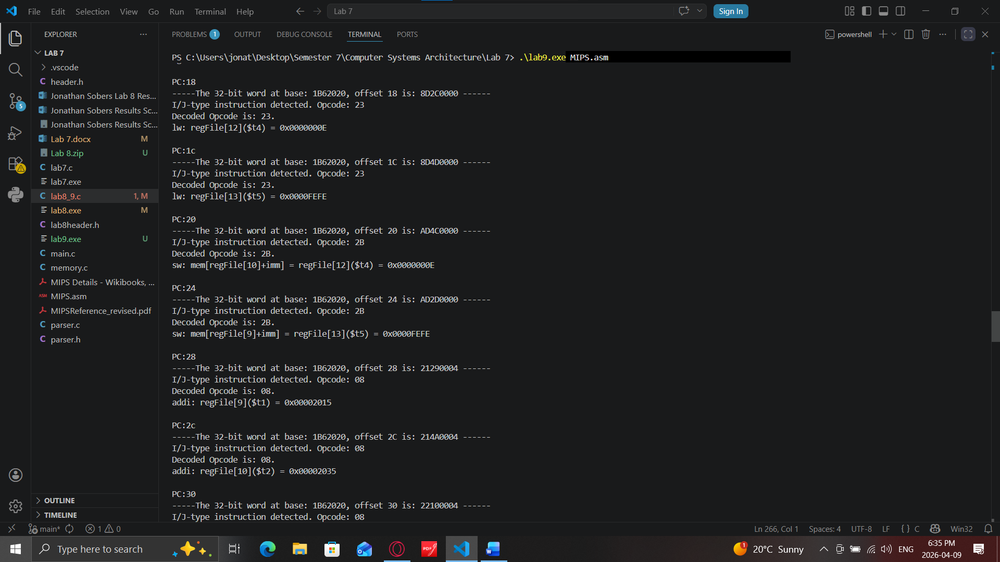 File Edit Selection View Go Run Terminal Help
Lab 7
Sign In
EXPLORER
LAB 7
.vscode
header.h
Jonathan Sobers Lab 8 Res...
Jonathan Sobers Results Sc...
Jonathan Sobers Results Sc...
Lab 7.docx M
Lab 8.zip U
lab7.c
lab7.exe
lab8_9.c 1, M
lab8.exe M
lab8header.h
lab9.exe U
main.c
memory.c
MIPS Details - Wikibooks, ...
MIPS.asm
MIPSReference_revised.pdf
parser.c
parser.h
OUTLINE
TIMELINE
5
PROBLEMS 1 OUTPUT DEBUG CONSOLE TERMINAL PORTS
powershell
PS C:\Users\jonat\Desktop\Semester 7\Computer Systems Architecture\Lab 7> .\lab9.exe MIPS.asm
PC:18
-----The 32-bit word at base: 1B62020, offset 18 is: 8D2C0000 ------
I/J-type instruction detected. Opcode: 23
Decoded Opcode is: 23.
lw: regFile[12]($t4) = 0x0000000E
PC:1c
-----The 32-bit word at base: 1B62020, offset 1C is: 8D4D0000 ------
I/J-type instruction detected. Opcode: 23
Decoded Opcode is: 23.
lw: regFile[13]($t5) = 0x0000FEFE
PC:20
-----The 32-bit word at base: 1B62020, offset 20 is: AD4C0000 ------
I/J-type instruction detected. Opcode: 2B
Decoded Opcode is: 2B.
sw: mem[regFile[10]+imm] = regFile[12]($t4) = 0x0000000E
PC:24
-----The 32-bit word at base: 1B62020, offset 24 is: AD2D0000 ------
I/J-type instruction detected. Opcode: 2B
Decoded Opcode is: 2B.
sw: mem[regFile[9]+imm] = regFile[13]($t5) = 0x0000FEFE
PC:28
-----The 32-bit word at base: 1B62020, offset 28 is: 21290004 ------
I/J-type instruction detected. Opcode: 08
Decoded Opcode is: 08.
addi: regFile[9]($t1) = 0x00002015
PC:2c
-----The 32-bit word at base: 1B62020, offset 2C is: 214A0004 ------
I/J-type instruction detected. Opcode: 08
Decoded Opcode is: 08.
addi: regFile[10]($t2) = 0x00002035
PC:30
-----The 32-bit word at base: 1B62020, offset 30 is: 22100004 ------
I/J-type instruction detected. Opcode: 08
main* 1 0
Ln 266, Col 1 Spaces: 4 UTF-8 LF { } C Win32
Type here to search
PDF
1 20°C Sunny
ENG
6:35 PM
2026-04-09